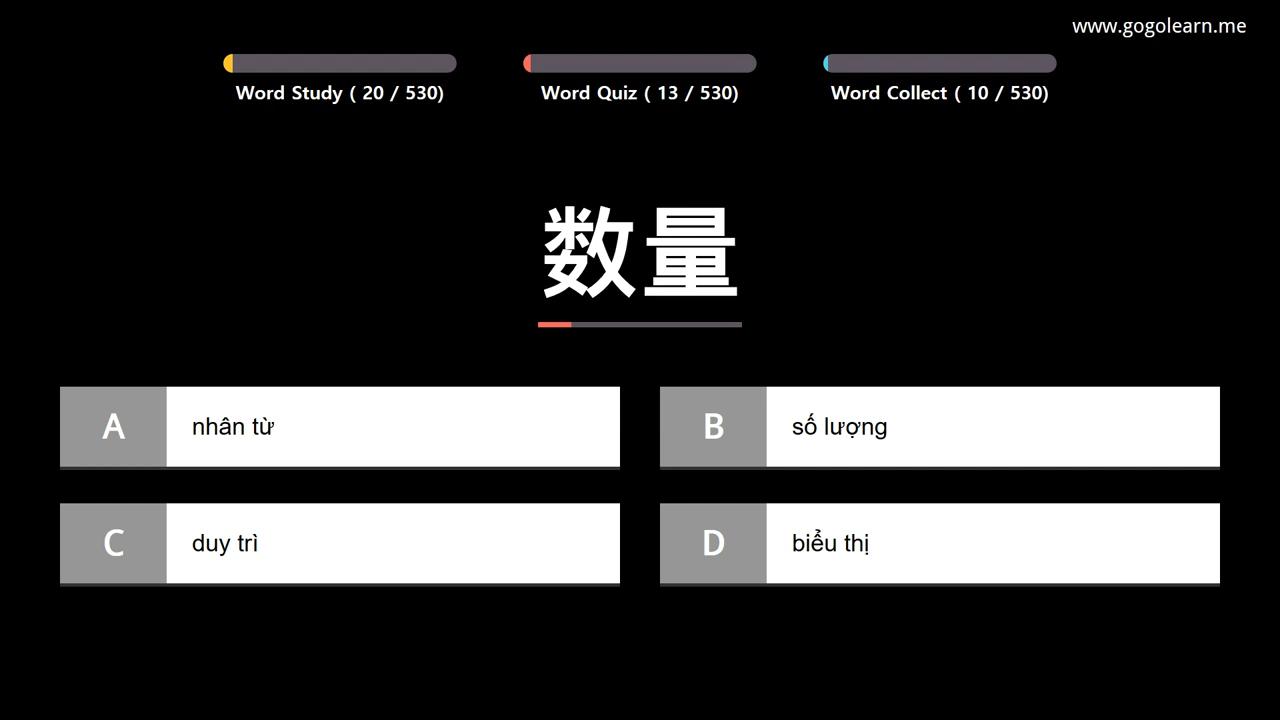 www.gogolearn.me
Word Study ( 20 / 530)
Word Quiz ( 13 / 530)
Word Collect ( 10 / 530)
数量
A nhân từ
B số lượng
C duy trì
D biểu thị